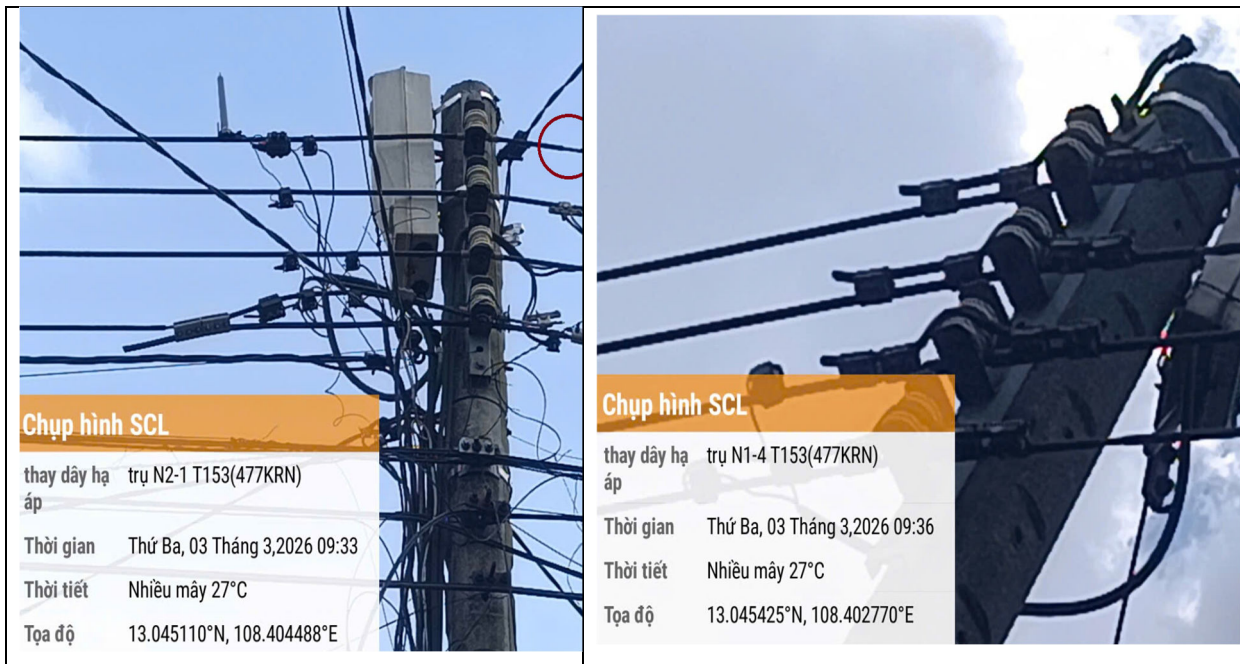 Chụp hình SCL
thay dây hạ áp trụ N2-1 T153(477KRN)
Thời gian Thứ Ba, 03 Tháng 3,2026 09:33
Thời tiết Nhiều mây 27°C
Tọa độ 13.045110°N, 108.404488°E
Chụp hình SCL
thay dây hạ áp trụ N1-4 T153(477KRN)
Thời gian Thứ Ba, 03 Tháng 3,2026 09:36
Thời tiết Nhiều mây 27°C
Tọa độ 13.045425°N, 108.402770°E